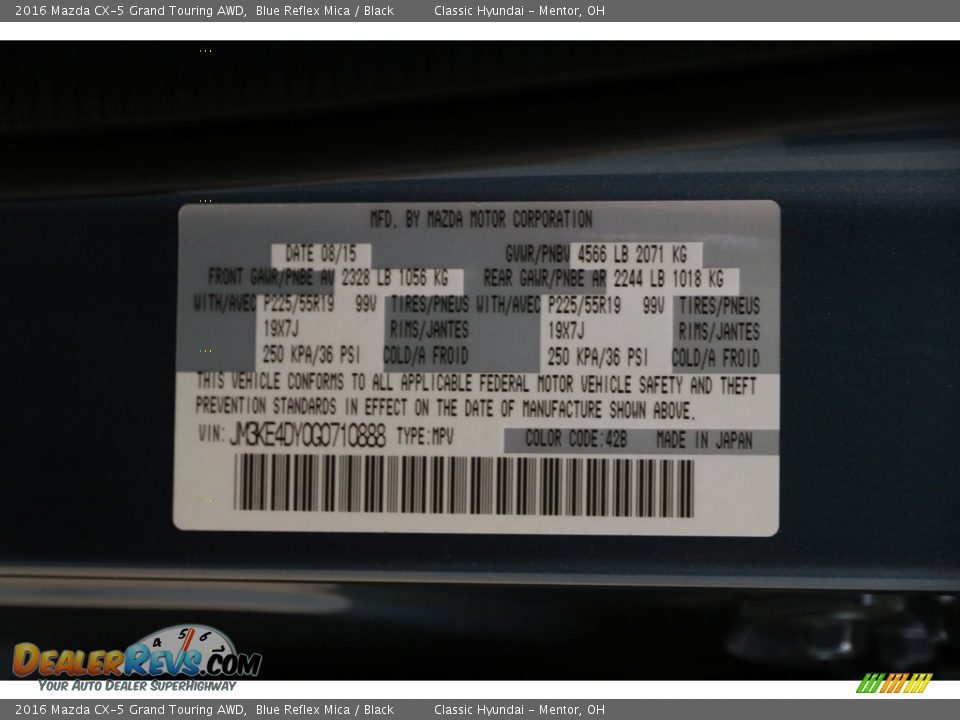 2016 Mazda CX-5 Grand Touring AWD, Blue Reflex Mica / Black Classic Hyundai - Mentor, OH
MFD. BY MAZDA MOTOR CORPORATION
DATE 08/15 GVWR/PNBV 4566 LB 2071 KG
FRONT GAWR/PNBE AV 2328 LB 1056 KG REAR GAWR/PNBE AR 2244 LB 1018 KG
WITH/AVEC P225/55R19 99V TIRES/PNEUS WITH/AVEC P225/55R19 99V TIRES/PNEUS
19X7J RIMS/JANTES 19X7J RIMS/JANTES
250 KPA/36 PSI COLD/A FROID 250 KPA/36 PSI COLD/A FROID
THIS VEHICLE CONFORMS TO ALL APPLICABLE FEDERAL MOTOR VEHICLE SAFETY AND THEFT
PREVENTION STANDARDS IN EFFECT ON THE DATE OF MANUFACTURE SHOWN ABOVE.
VIN: JM3KE4DY0G0710888 TYPE:MPV COLOR CODE:42B MADE IN JAPAN
4 5 6
DEALERREVS.COM
YOUR AUTO DEALER SUPERHIGHWAY
2016 Mazda CX-5 Grand Touring AWD, Blue Reflex Mica / Black Classic Hyundai - Mentor, OH